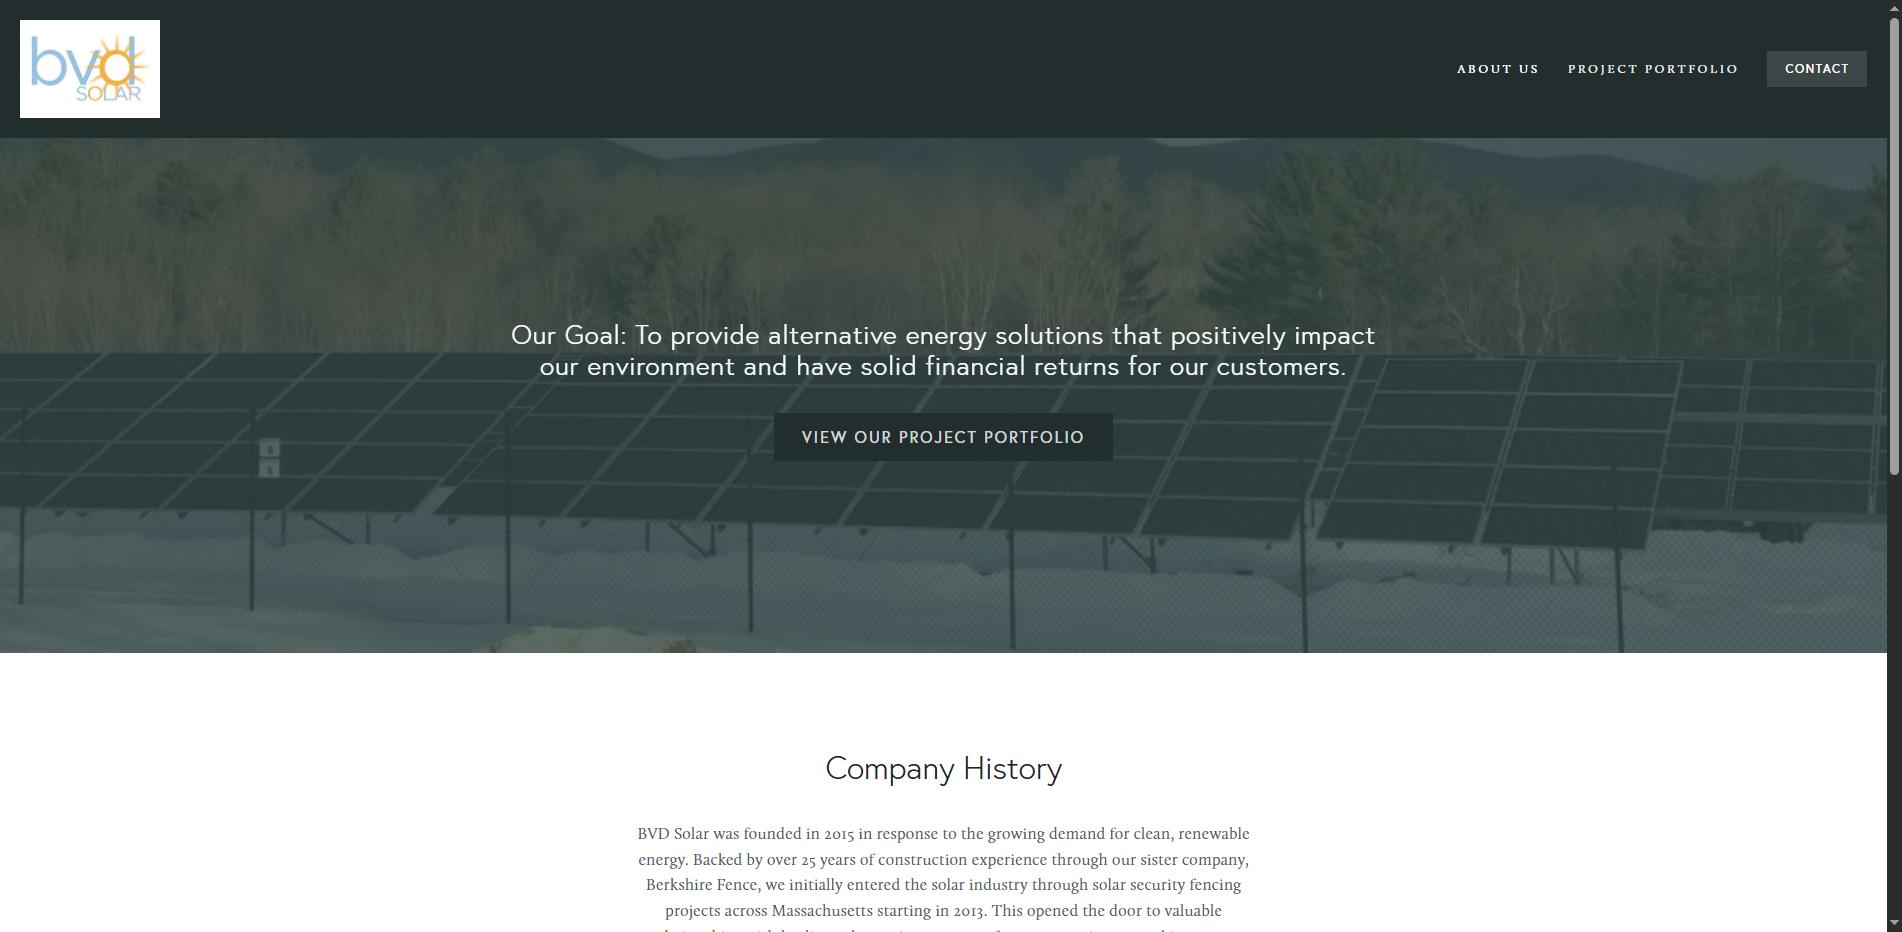 bvd
SOLAR
ABOUT US
PROJECT PORTFOLIO
CONTACT
Our Goal: To provide alternative energy solutions that positively impact
our environment and have solid financial returns for our customers.
VIEW OUR PROJECT PORTFOLIO
Company History
BVD Solar was founded in 2015 in response to the growing demand for clean, renewable
energy. Backed by over 25 years of construction experience through our sister company,
Berkshire Fence, we initially entered the solar industry through solar security fencing
projects across Massachusetts starting in 2013. This opened the door to valuable